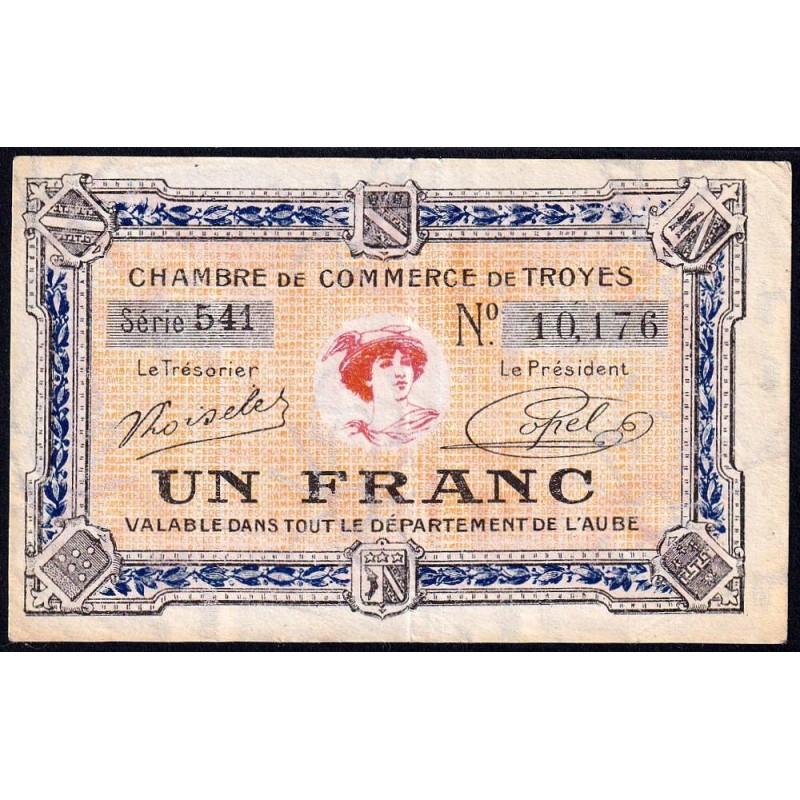 CHAMBRE DE COMMERCE DE TROYES
Série 541 Nº 10,176
Le Trésorier Le Président
UN FRANC
VALABLE DANS TOUT LE DÉPARTEMENT DE L'AUBE